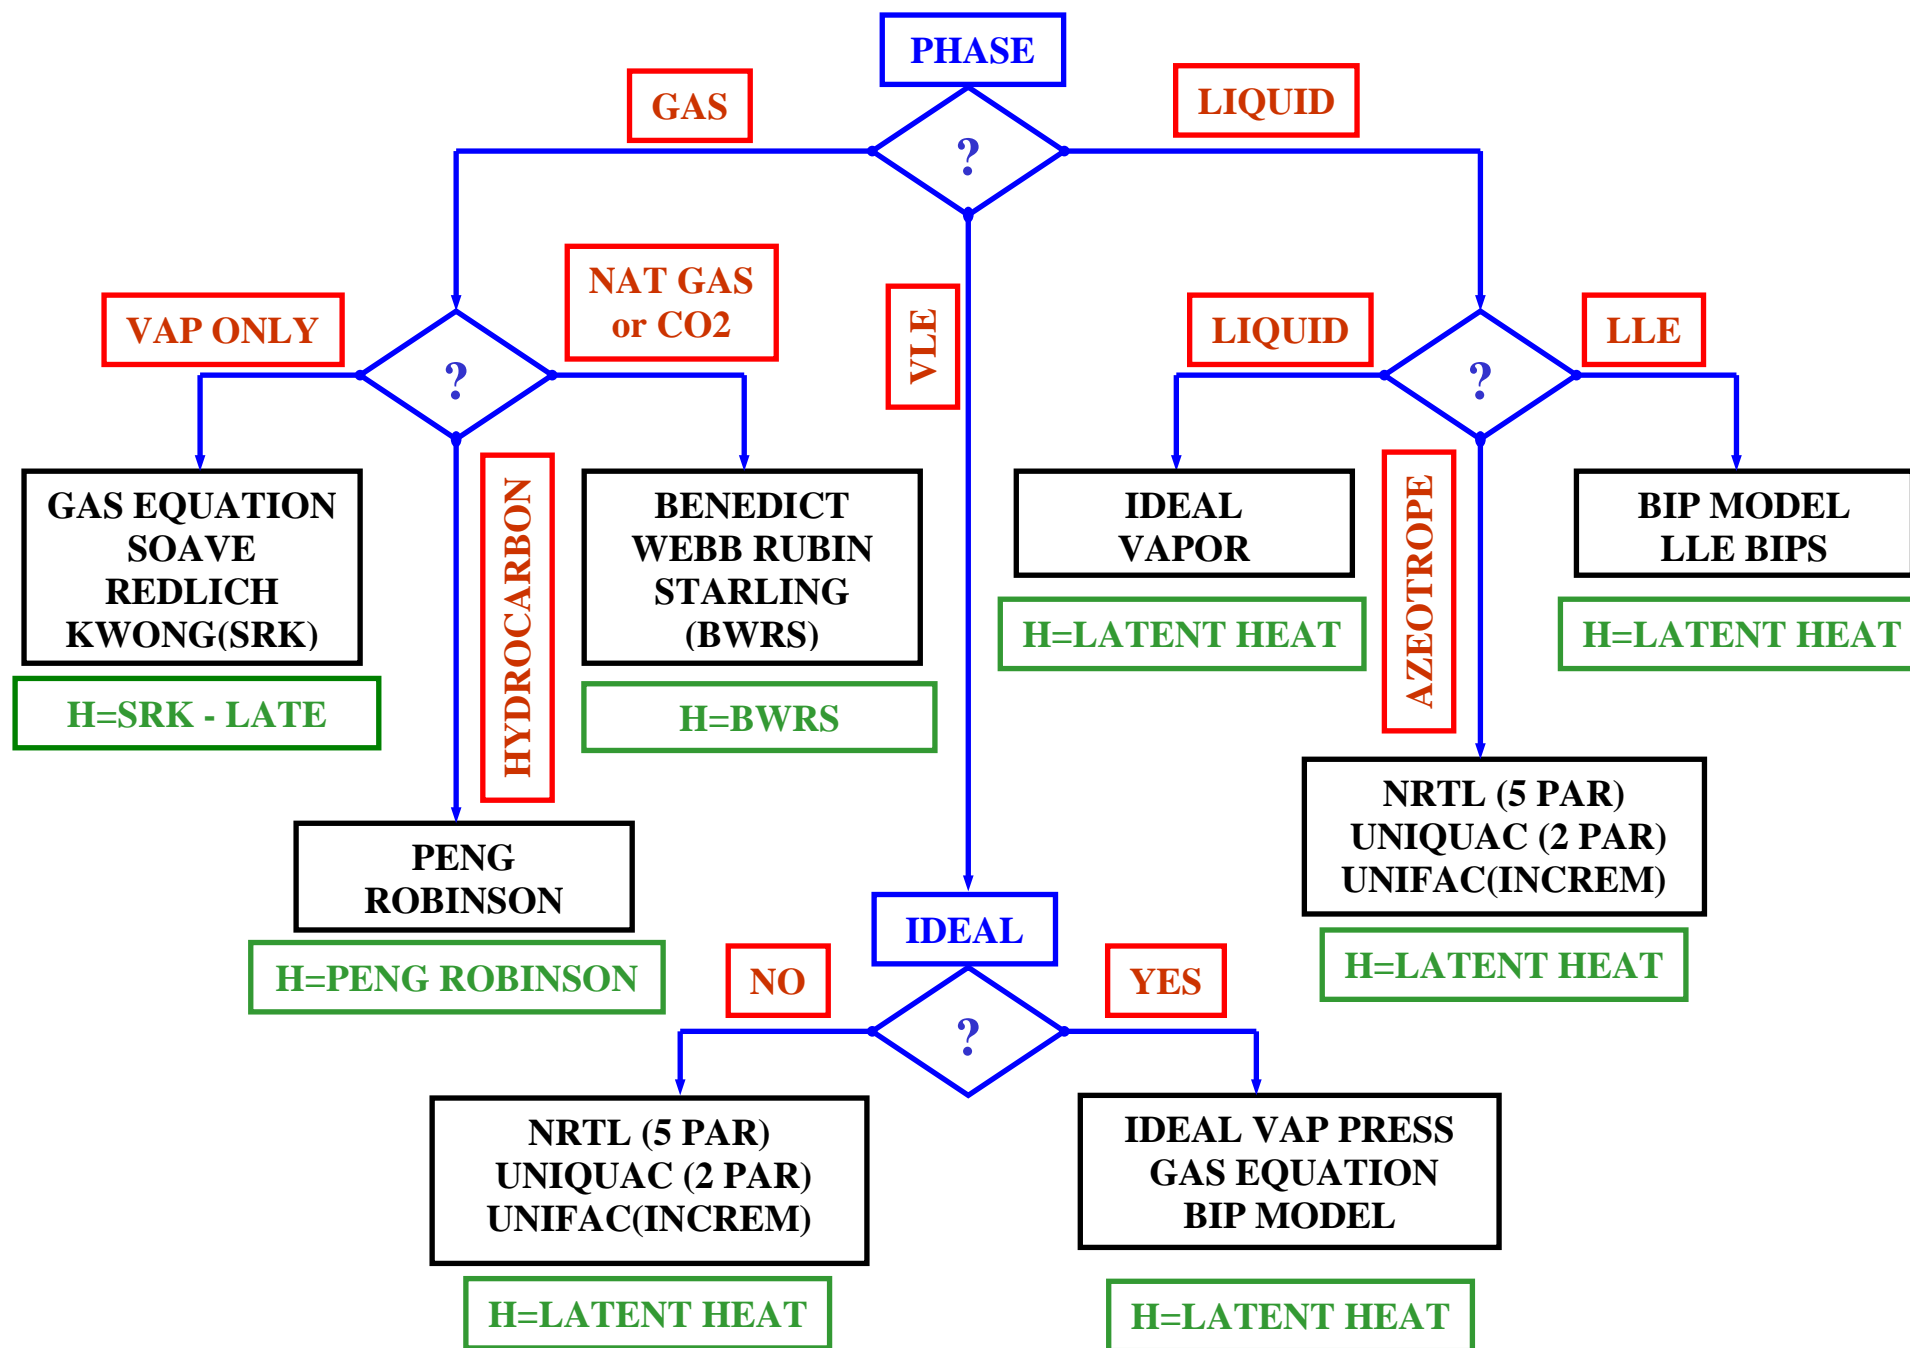 PHASE
GAS
LIQUID
?
VAP ONLY
NAT GAS
or CO2
VLE
LIQUID
LLE
?
?
GAS EQUATION
SOAVE
REDLICH
KWONG(SRK)
H=SRK - LATE
HYDROCARBON
BENEDICT
WEBB RUBIN
STARLING
(BWRS)
H=BWRS
IDEAL
VAPOR
H=LATENT HEAT
AZEOTROPE
BIP MODEL
LLE BIPS
H=LATENT HEAT
PENG
ROBINSON
H=PENG ROBINSON
NRTL (5 PAR)
UNIQUAC (2 PAR)
UNIFAC(INCREM)
H=LATENT HEAT
IDEAL
NO
YES
?
NRTL (5 PAR)
UNIQUAC (2 PAR)
UNIFAC(INCREM)
H=LATENT HEAT
IDEAL VAP PRESS
GAS EQUATION
BIP MODEL
H=LATENT HEAT